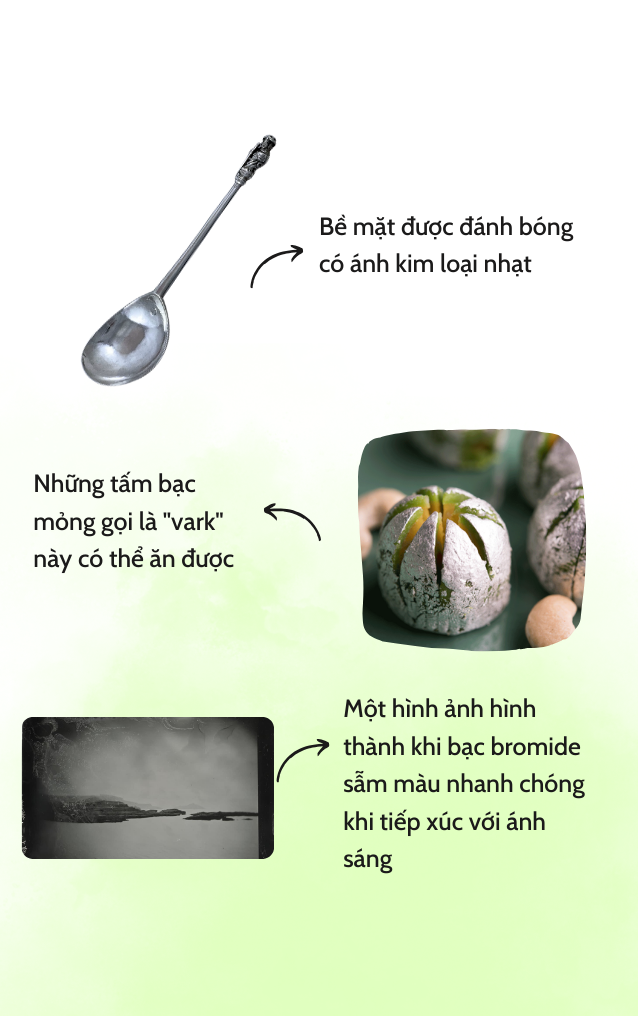 Bề mặt được đánh bóng
có ánh kim loại nhạt
Những tấm bạc
mỏng gọi là "vark"
này có thể ăn được
Một hình ảnh hình
thành khi bạc bromide
sẫm màu nhanh chóng
khi tiếp xúc với ánh
sáng